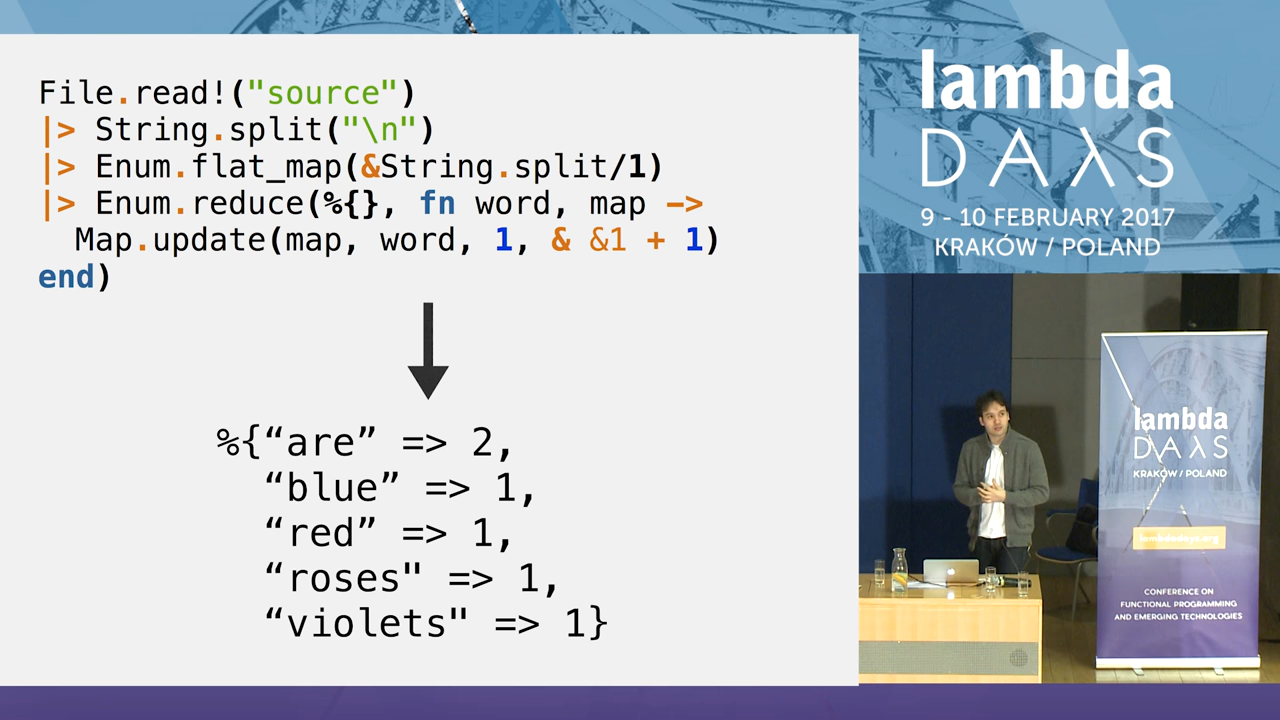 File.read!("source")
|> String.split("\n")
|> Enum.flat_map(&String.split/1)
|> Enum.reduce(%{}, fn word, map ->
  Map.update(map, word, 1, & &1 + 1)
end)
%{“are” => 2,
“blue” => 1,
“red” => 1,
“roses" => 1,
“violets" => 1}
lambda
DAλS
9 - 10 FEBRUARY 2017
KRAKÓW / POLAND
lambda
DAλS
KRAKÓW / POLAND
lambdadays.org
CONFERENCE ON
FUNCTIONAL PROGRAMMING
AND EMERGING TECHNOLOGIES